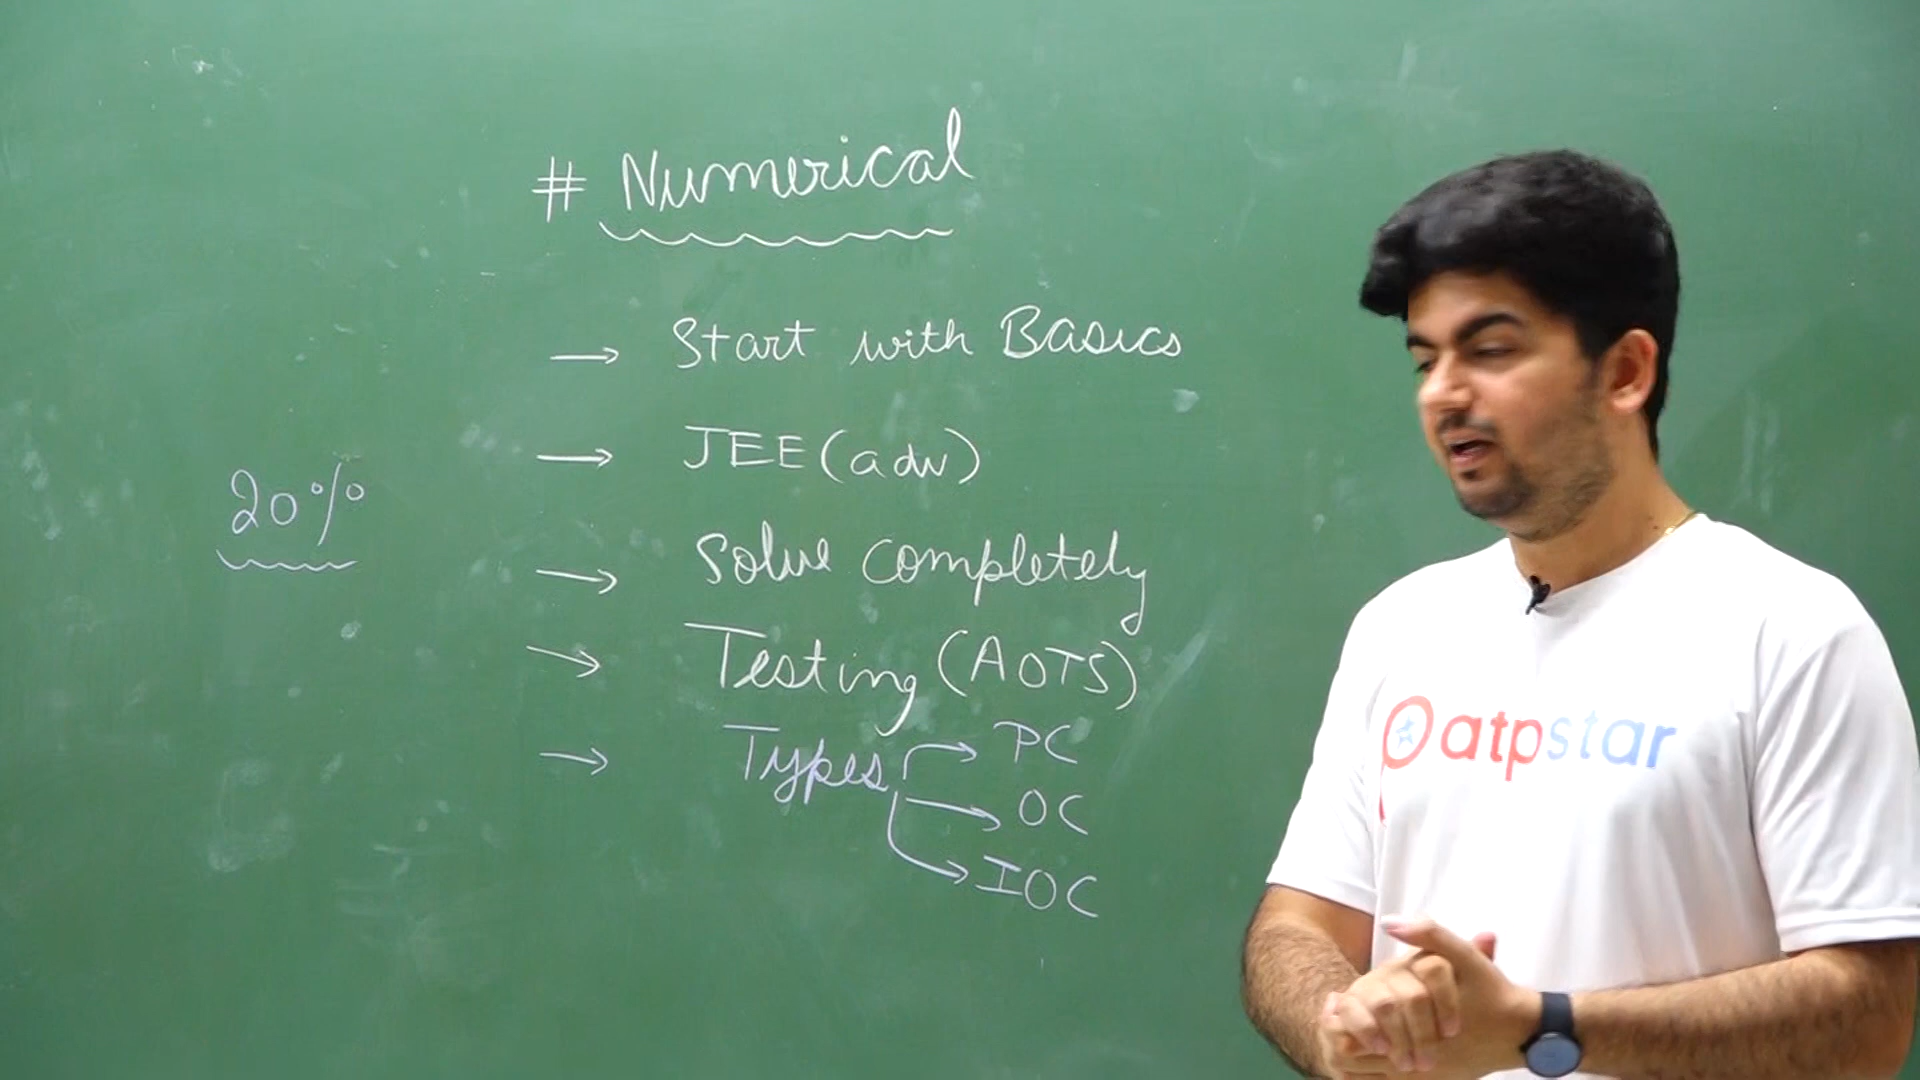 # Numerical
→ Start with Basics
→ JEE (adv)
20%
→ Solve completely
→ Testing (AOTS)
→ Types → PC
→ OC
→ IOC
atpstar